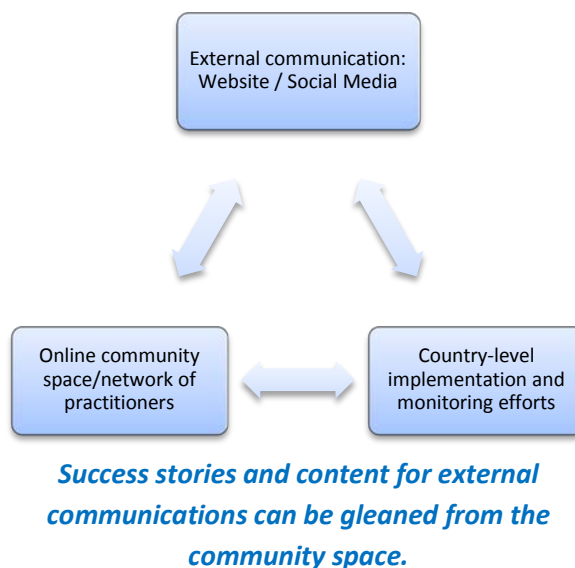 External communication:
Website / Social Media
Online community
space/network of
practitioners
Country-level
implementation and
monitoring efforts
Success stories and content for external
communications can be gleaned from the
community space.